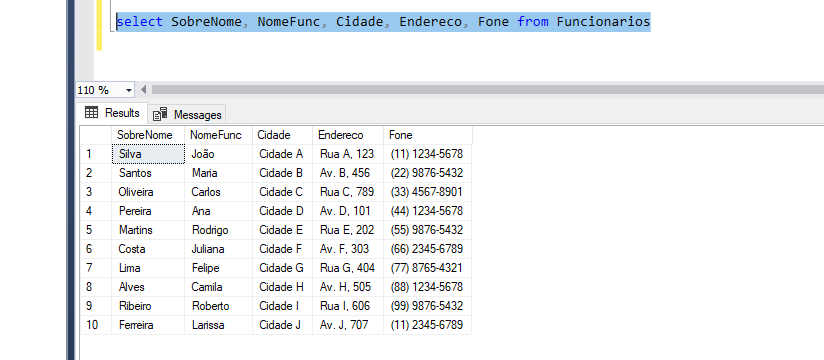 select SobreNome, NomeFunc, Cidade, Endereco, Fone from Funcionarios
110 %
Results Messages
SobreNome NomeFunc Cidade Endereco Fone
1 Silva João Cidade A Rua A, 123 (11) 1234-5678
2 Santos Maria Cidade B Av. B, 456 (22) 9876-5432
3 Oliveira Carlos Cidade C Rua C, 789 (33) 4567-8901
4 Pereira Ana Cidade D Av. D, 101 (44) 1234-5678
5 Martins Rodrigo Cidade E Rua E, 202 (55) 9876-5432
6 Costa Juliana Cidade F Av. F, 303 (66) 2345-6789
7 Lima Felipe Cidade G Rua G, 404 (77) 8765-4321
8 Alves Camila Cidade H Av. H, 505 (88) 1234-5678
9 Ribeiro Roberto Cidade I Rua I, 606 (99) 9876-5432
10 Ferreira Larissa Cidade J Av. J, 707 (11) 2345-6789